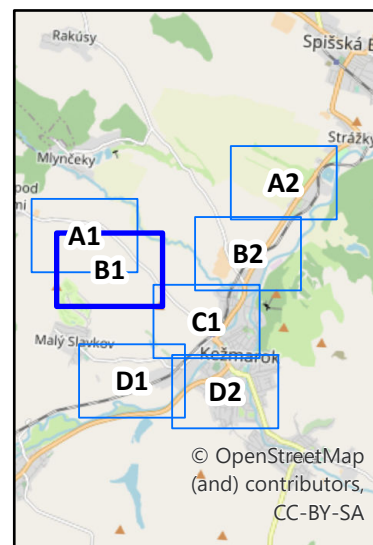 Rakúsy
Spišská B
Strážky
Mlynčeky
A2
pod
mi
A1
B2
B1
C1
Malý Slavkov
Kežmarok
D1
D2
© OpenStreetMap
(and) contributors,
CC-BY-SA